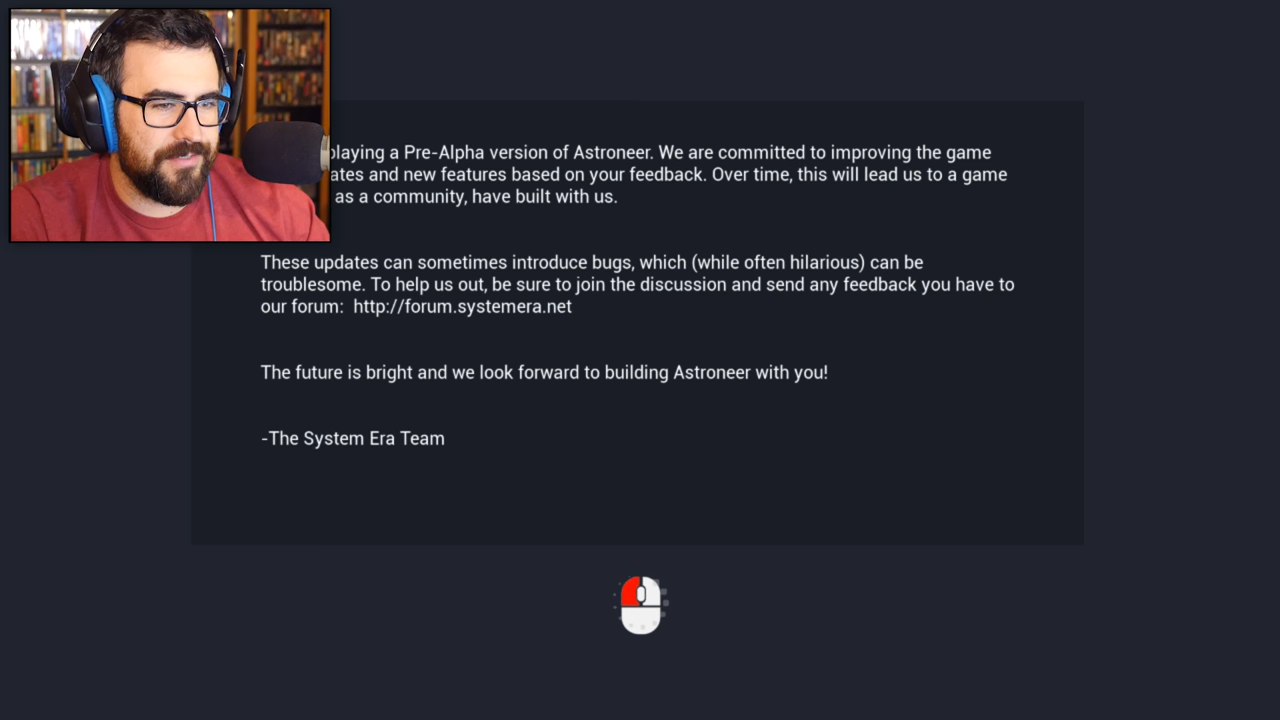 playing a Pre-Alpha version of Astroneer. We are committed to improving the game
and new features based on your feedback. Over time, this will lead us to a game
as a community, have built with us.
These updates can sometimes introduce bugs, which (while often hilarious) can be
troublesome. To help us out, be sure to join the discussion and send any feedback you have to
our forum: http://forum.systemera.net
The future is bright and we look forward to building Astroneer with you!
-The System Era Team